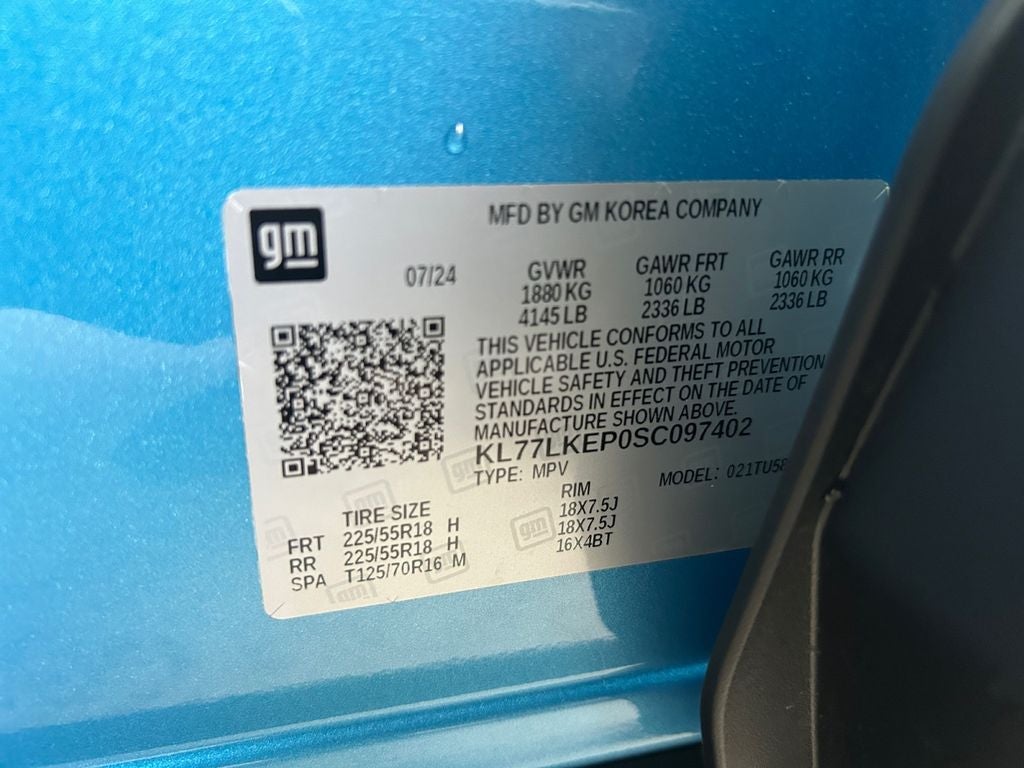 gm
MFD BY GM KOREA COMPANY
07/24
GVWR
1880 KG
4145 LB
GAWR FRT
1060 KG
2336 LB
GAWR RR
1060 KG
2336 LB
THIS VEHICLE CONFORMS TO ALL
APPLICABLE U.S. FEDERAL MOTOR
VEHICLE SAFETY AND THEFT PREVENTION
STANDARDS IN EFFECT ON THE DATE OF
MANUFACTURE SHOWN ABOVE.
KL77LKEP0SC097402
TYPE: MPV MODEL: 021TU58
TIRE SIZE RIM
FRT 225/55R18 H 18X7.5J
RR 225/55R18 H 18X7.5J
SPA T125/70R16 M 16X4BT
gm